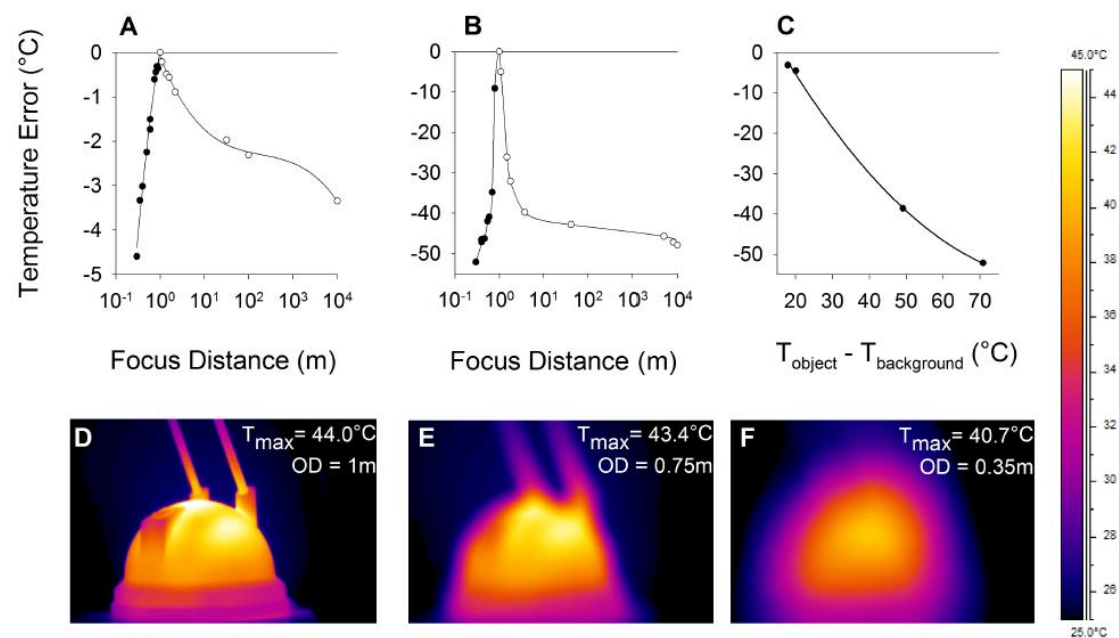 A
B
C
Temperature Error (°C)
0
-1
-2
-3
-4
-5
10⁻¹ 10⁰ 10¹ 10² 10³ 10⁴
Focus Distance (m)
0
-10
-20
-30
-40
-50
10⁻¹ 10⁰ 10¹ 10² 10³ 10⁴
Focus Distance (m)
0
-10
-20
-30
-40
-50
20 30 40 50 60 70
T_object - T_background (°C)
45.0°C
44
42
40
38
36
34
32
30
28
26
25.0°C
D
T_max = 44.0°C
OD = 1m
E
T_max = 43.4°C
OD = 0.75m
F
T_max = 40.7°C
OD = 0.35m